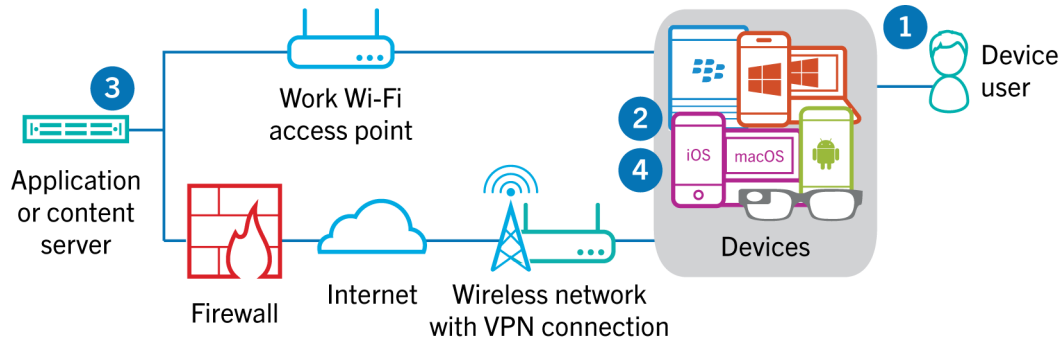 1
Device
user
3
Work Wi-Fi
access point
2
iOS
macOS
4
Application
or content
server
Devices
Firewall
Internet
Wireless network
with VPN connection